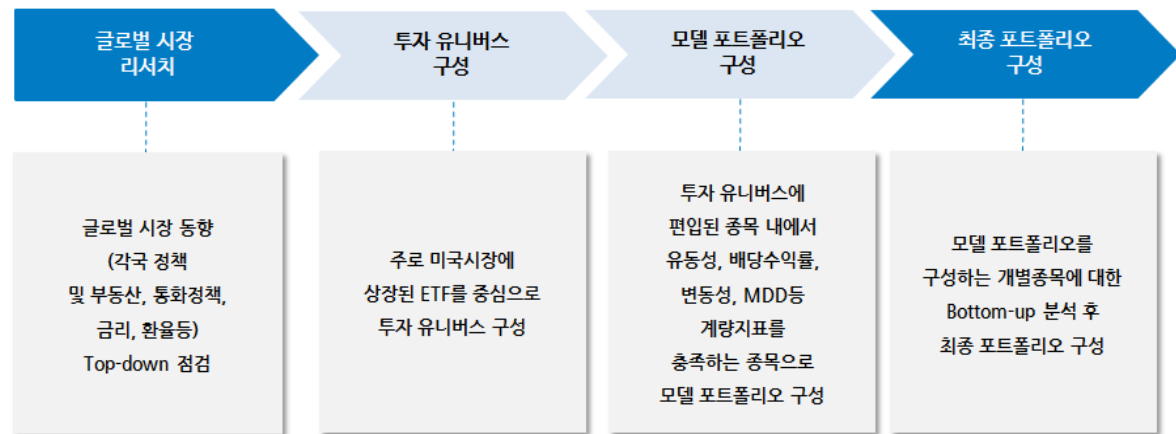 글로벌 시장
리서치
투자 유니버스
구성
모델 포트폴리오
구성
최종 포트폴리오
구성
글로벌 시장 동향
(각국 정책
및 부동산, 통화정책,
금리, 환율등)
Top-down 점검
주로 미국시장에
상장된 ETF를 중심으로
투자 유니버스 구성
투자 유니버스에
편입된 종목 내에서
유동성, 배당수익률,
변동성, MDD등
계량지표를
충족하는 종목으로
모델 포트폴리오 구성
모델 포트폴리오를
구성하는 개별종목에 대한
Bottom-up 분석 후
최종 포트폴리오 구성